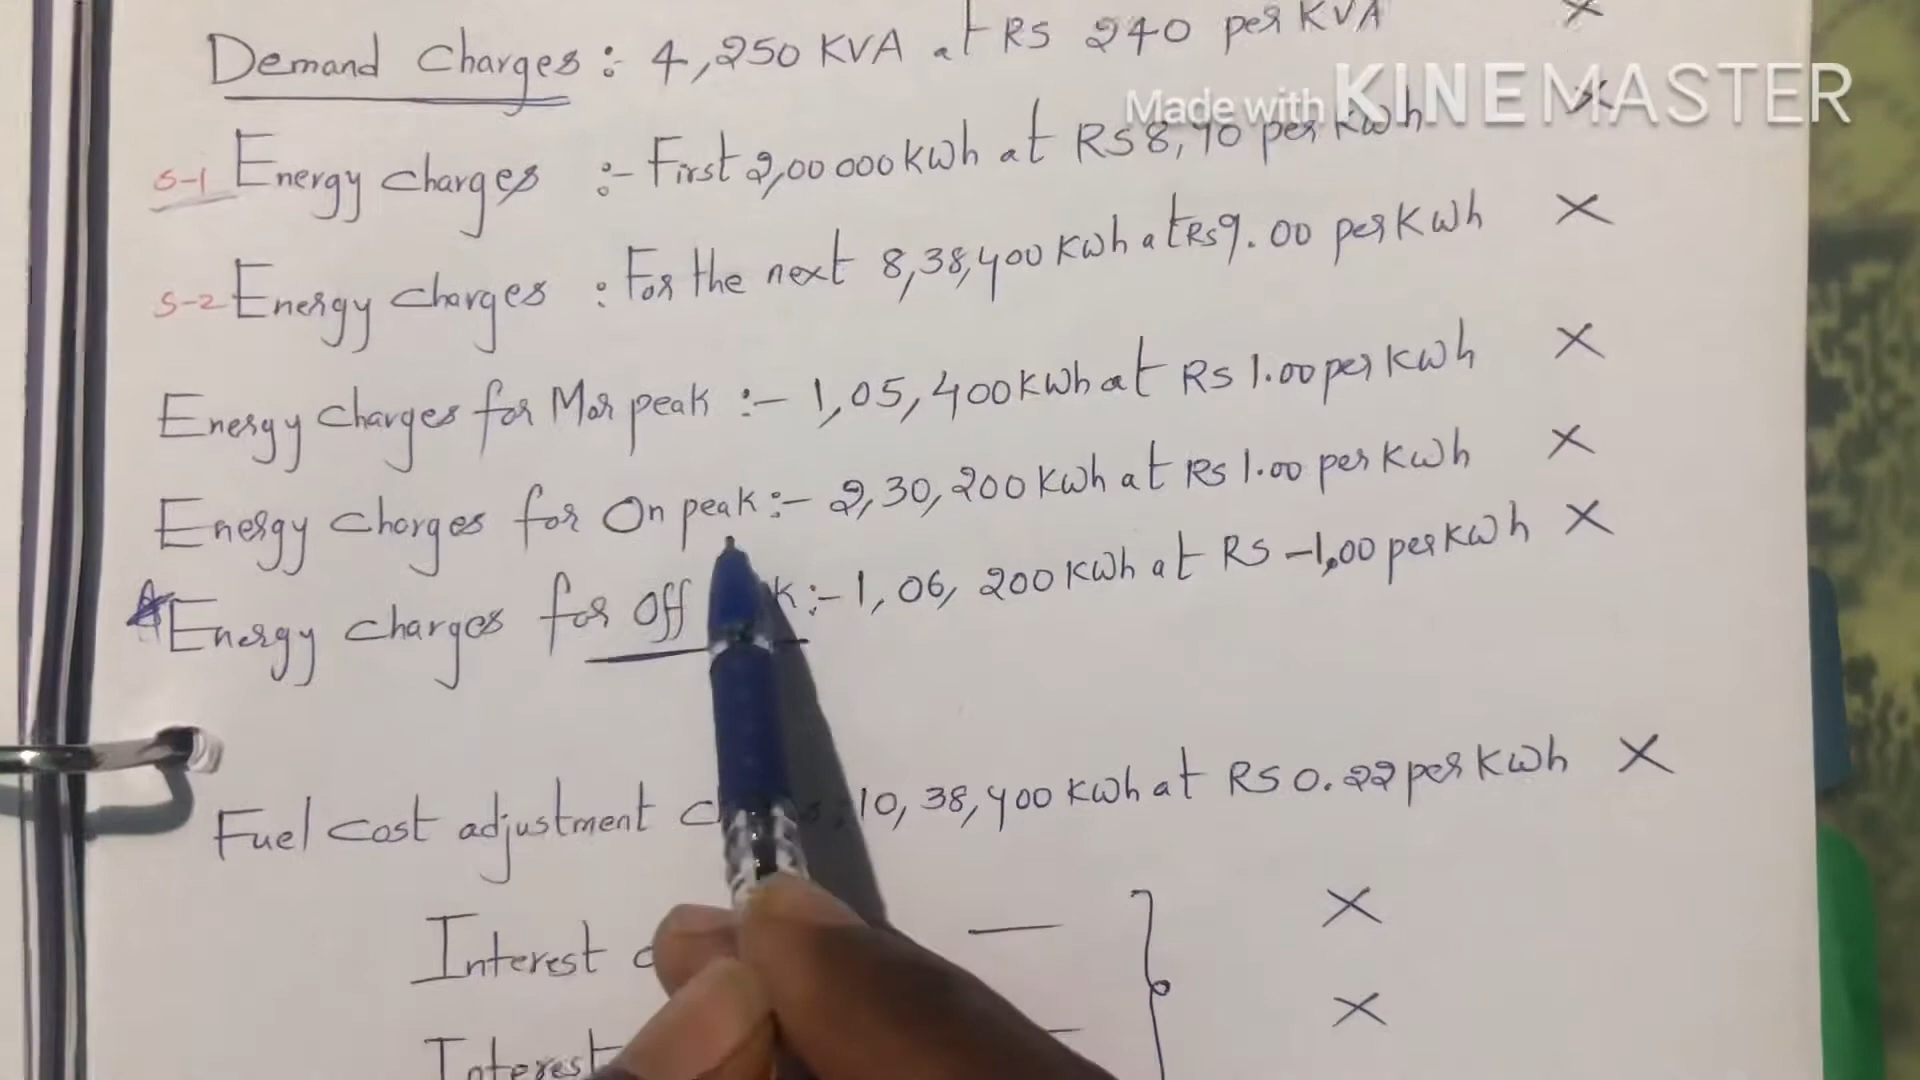 Demand Charges : 4,250 KVA at RS 240 per KVA X
Made with KINEMASTER
S-1 Energy charges :- First 2,00 000 kwh at RS 8,40 per kwh X
S-2 Energy charges : For the next 8,38,400 kwh at Rs 9.00 per kwh X
Energy charges for Mor peak :- 1,05,400 kwh at RS 1.00 per kwh X
Energy charges for On peak :- 2,30,200 kwh at RS 1.00 per kwh X
Energy charges for Off k :- 1,06,200 kwh at RS -1,00 per kwh X
Fuel cost adjustment 10,38,400 kwh at RS 0.22 per kwh X
Interest X
Interest X